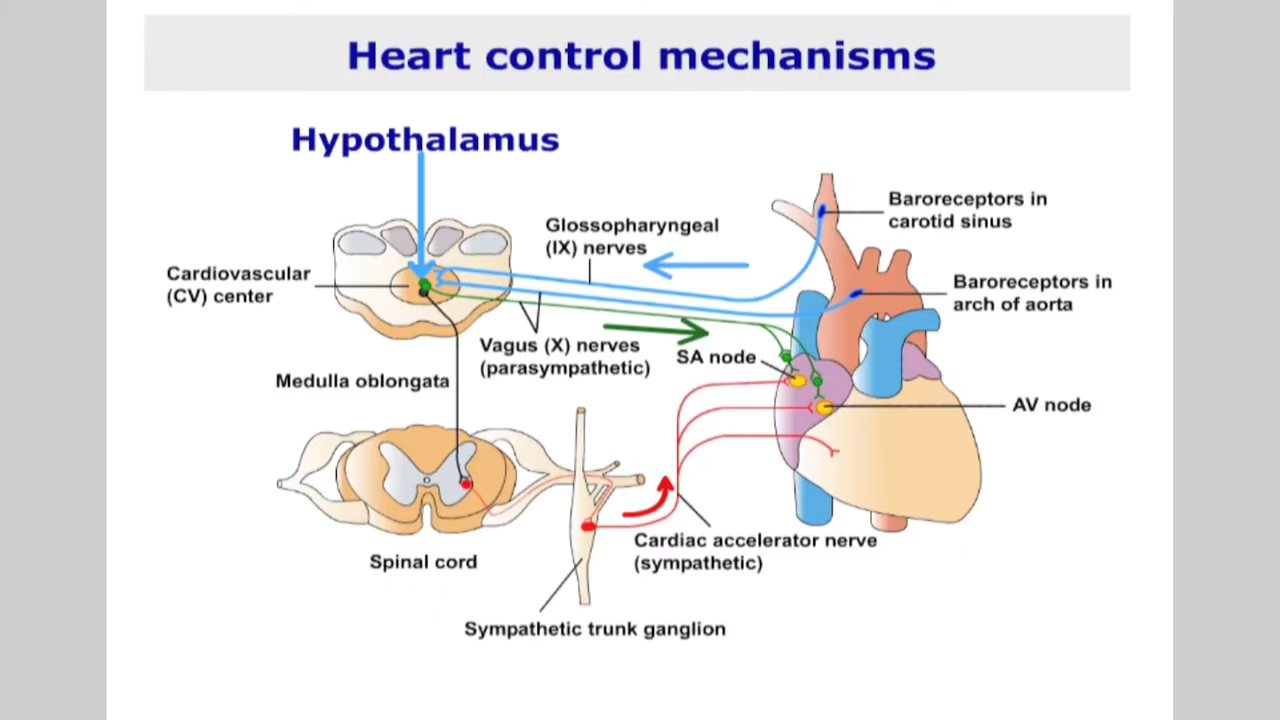 Heart control mechanisms
Hypothalamus
Baroreceptors in
carotid sinus
Glossopharyngeal
(IX) nerves
Cardiovascular
(CV) center
Baroreceptors in
arch of aorta
Vagus (X) nerves
(parasympathetic)
SA node
Medulla oblongata
AV node
Cardiac accelerator nerve
(sympathetic)
Spinal cord
Sympathetic trunk ganglion